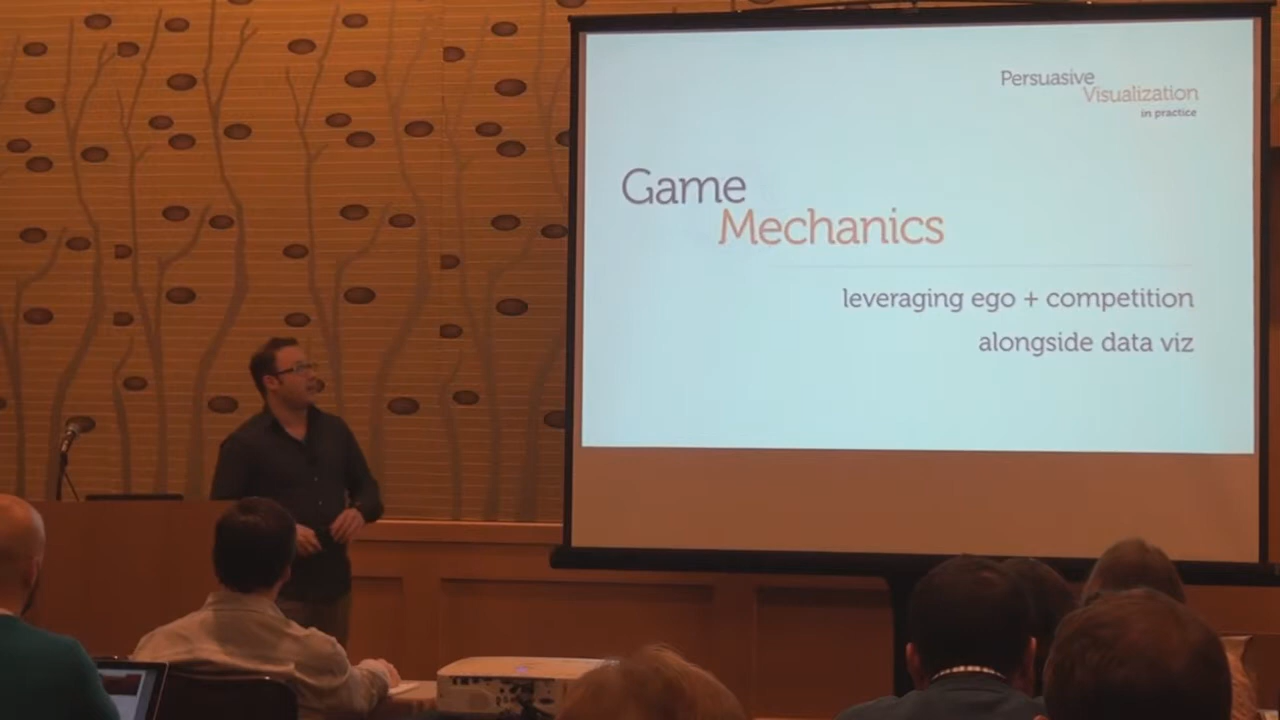 Persuasive
Visualization
in practice
Game
Mechanics
leveraging ego + competition
alongside data viz